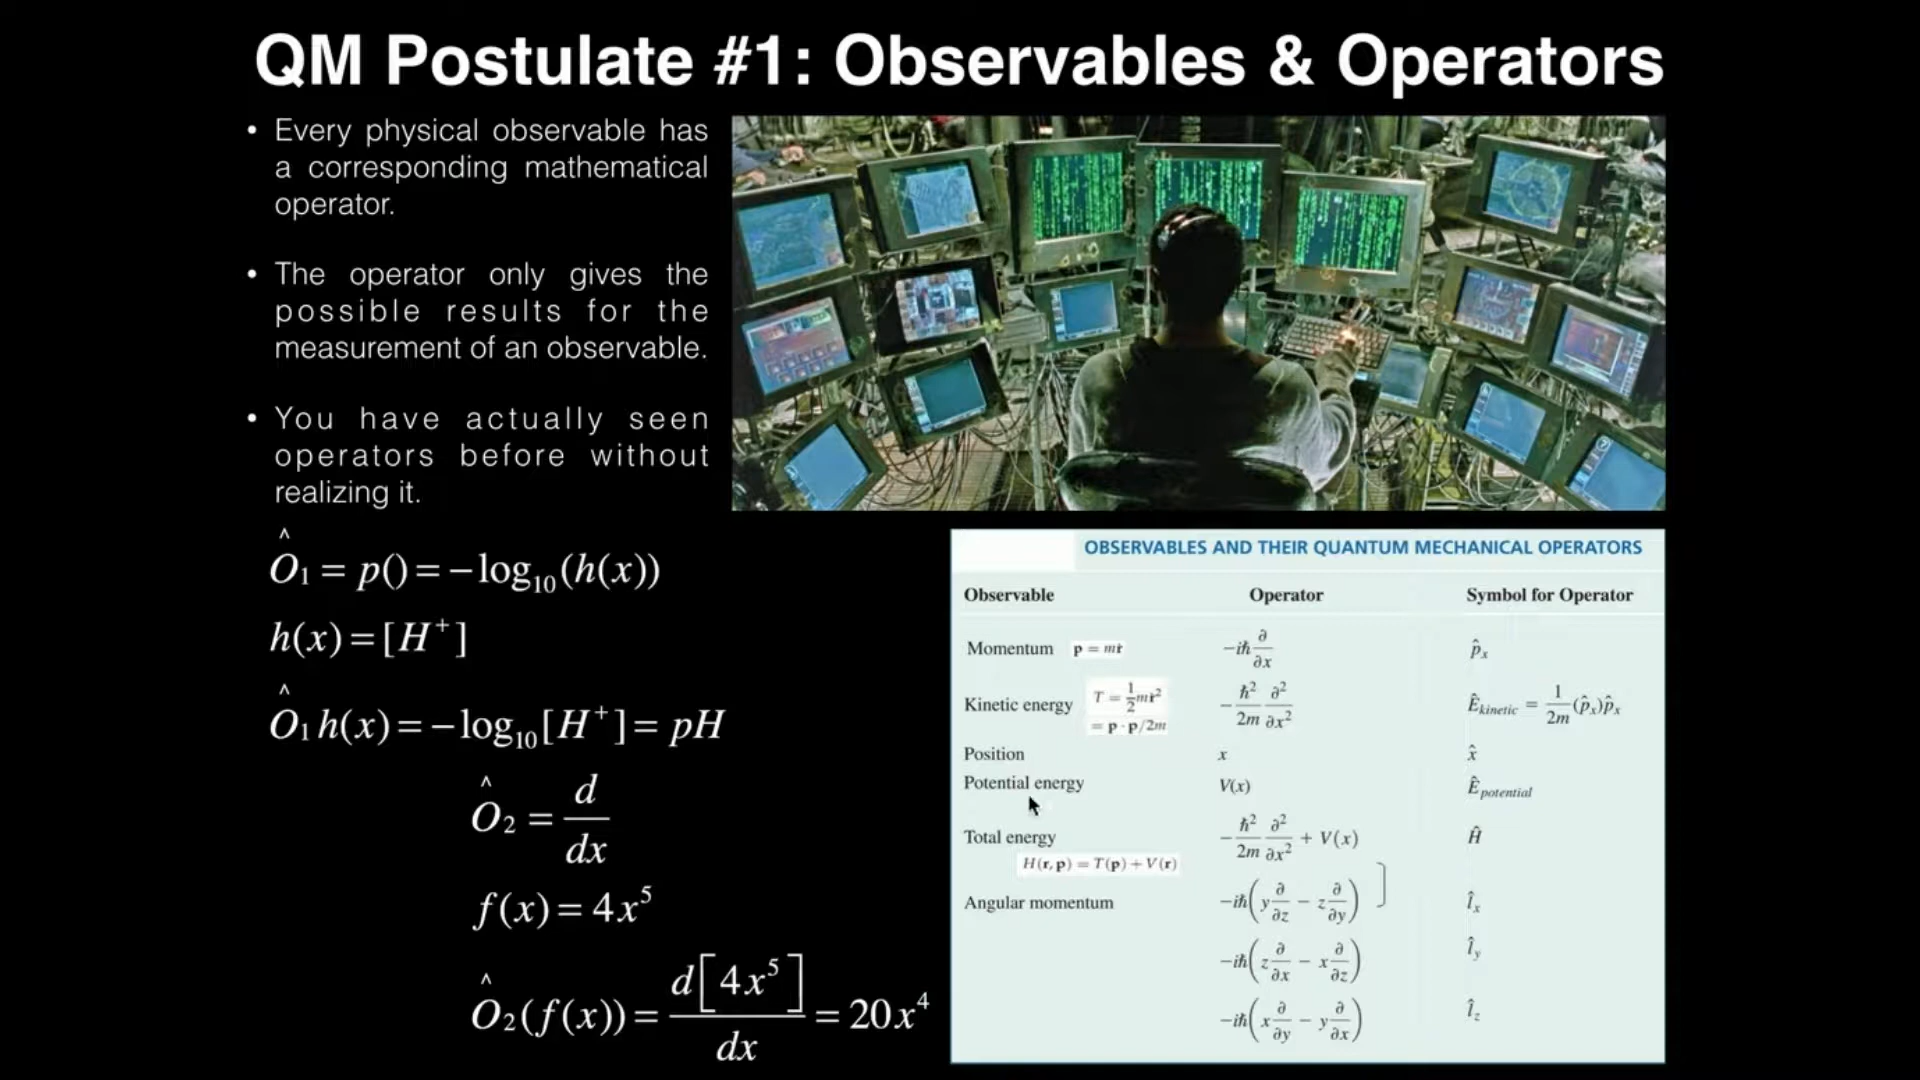 QM Postulate #1: Observables & Operators
• Every physical observable has
a corresponding mathematical
operator.
• The operator only gives the
possible results for the
measurement of an observable.
• You have actually seen
operators before without
realizing it.
Ô₁ = p() = −log₁₀(h(x))
h(x) = [H⁺]
Ô₁ h(x) = −log₁₀[H⁺] = pH
Ô₂ = d/dx
f(x) = 4x⁵
Ô₂(f(x)) = d[4x⁵]/dx = 20x⁴
OBSERVABLES AND THEIR QUANTUM MECHANICAL OPERATORS
Observable Operator Symbol for Operator
Momentum p = mṙ −iħ ∂/∂x p̂ₓ
Kinetic energy T = 1/2 mṙ² = p · p/2m −ħ²/2m ∂²/∂x² Ê kinetic = 1/2m (p̂ₓ)p̂ₓ
Position x x̂
Potential energy V(x) Ê potential
Total energy H(r, p) = T(p) + V(r) −ħ²/2m ∂²/∂x² + V(x) Ĥ
Angular momentum −iħ(y ∂/∂z − z ∂/∂y) l̂ₓ
−iħ(z ∂/∂x − x ∂/∂z) l̂y
−iħ(x ∂/∂y − y ∂/∂x) l̂z